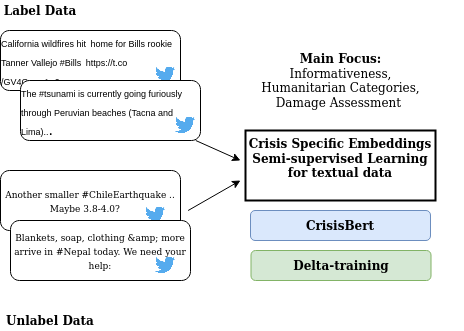 Label Data
California wildfires hit  home for Bills rookie
Tanner Vallejo #Bills  https://t.co
The #tsunami is currently going furiously
through Peruvian beaches (Tacna and
Lima)...
Main Focus:
Informativeness,
Humanitarian Categories,
Damage Assessment
Crisis Specific Embeddings
Semi-supervised Learning
for textual data
Another smaller #ChileEarthquake ..
Maybe 3.8-4.0?
Blankets, soap, clothing &amp; more
arrive in #Nepal today. We need your
help:
CrisisBert
Delta-training
Unlabel Data